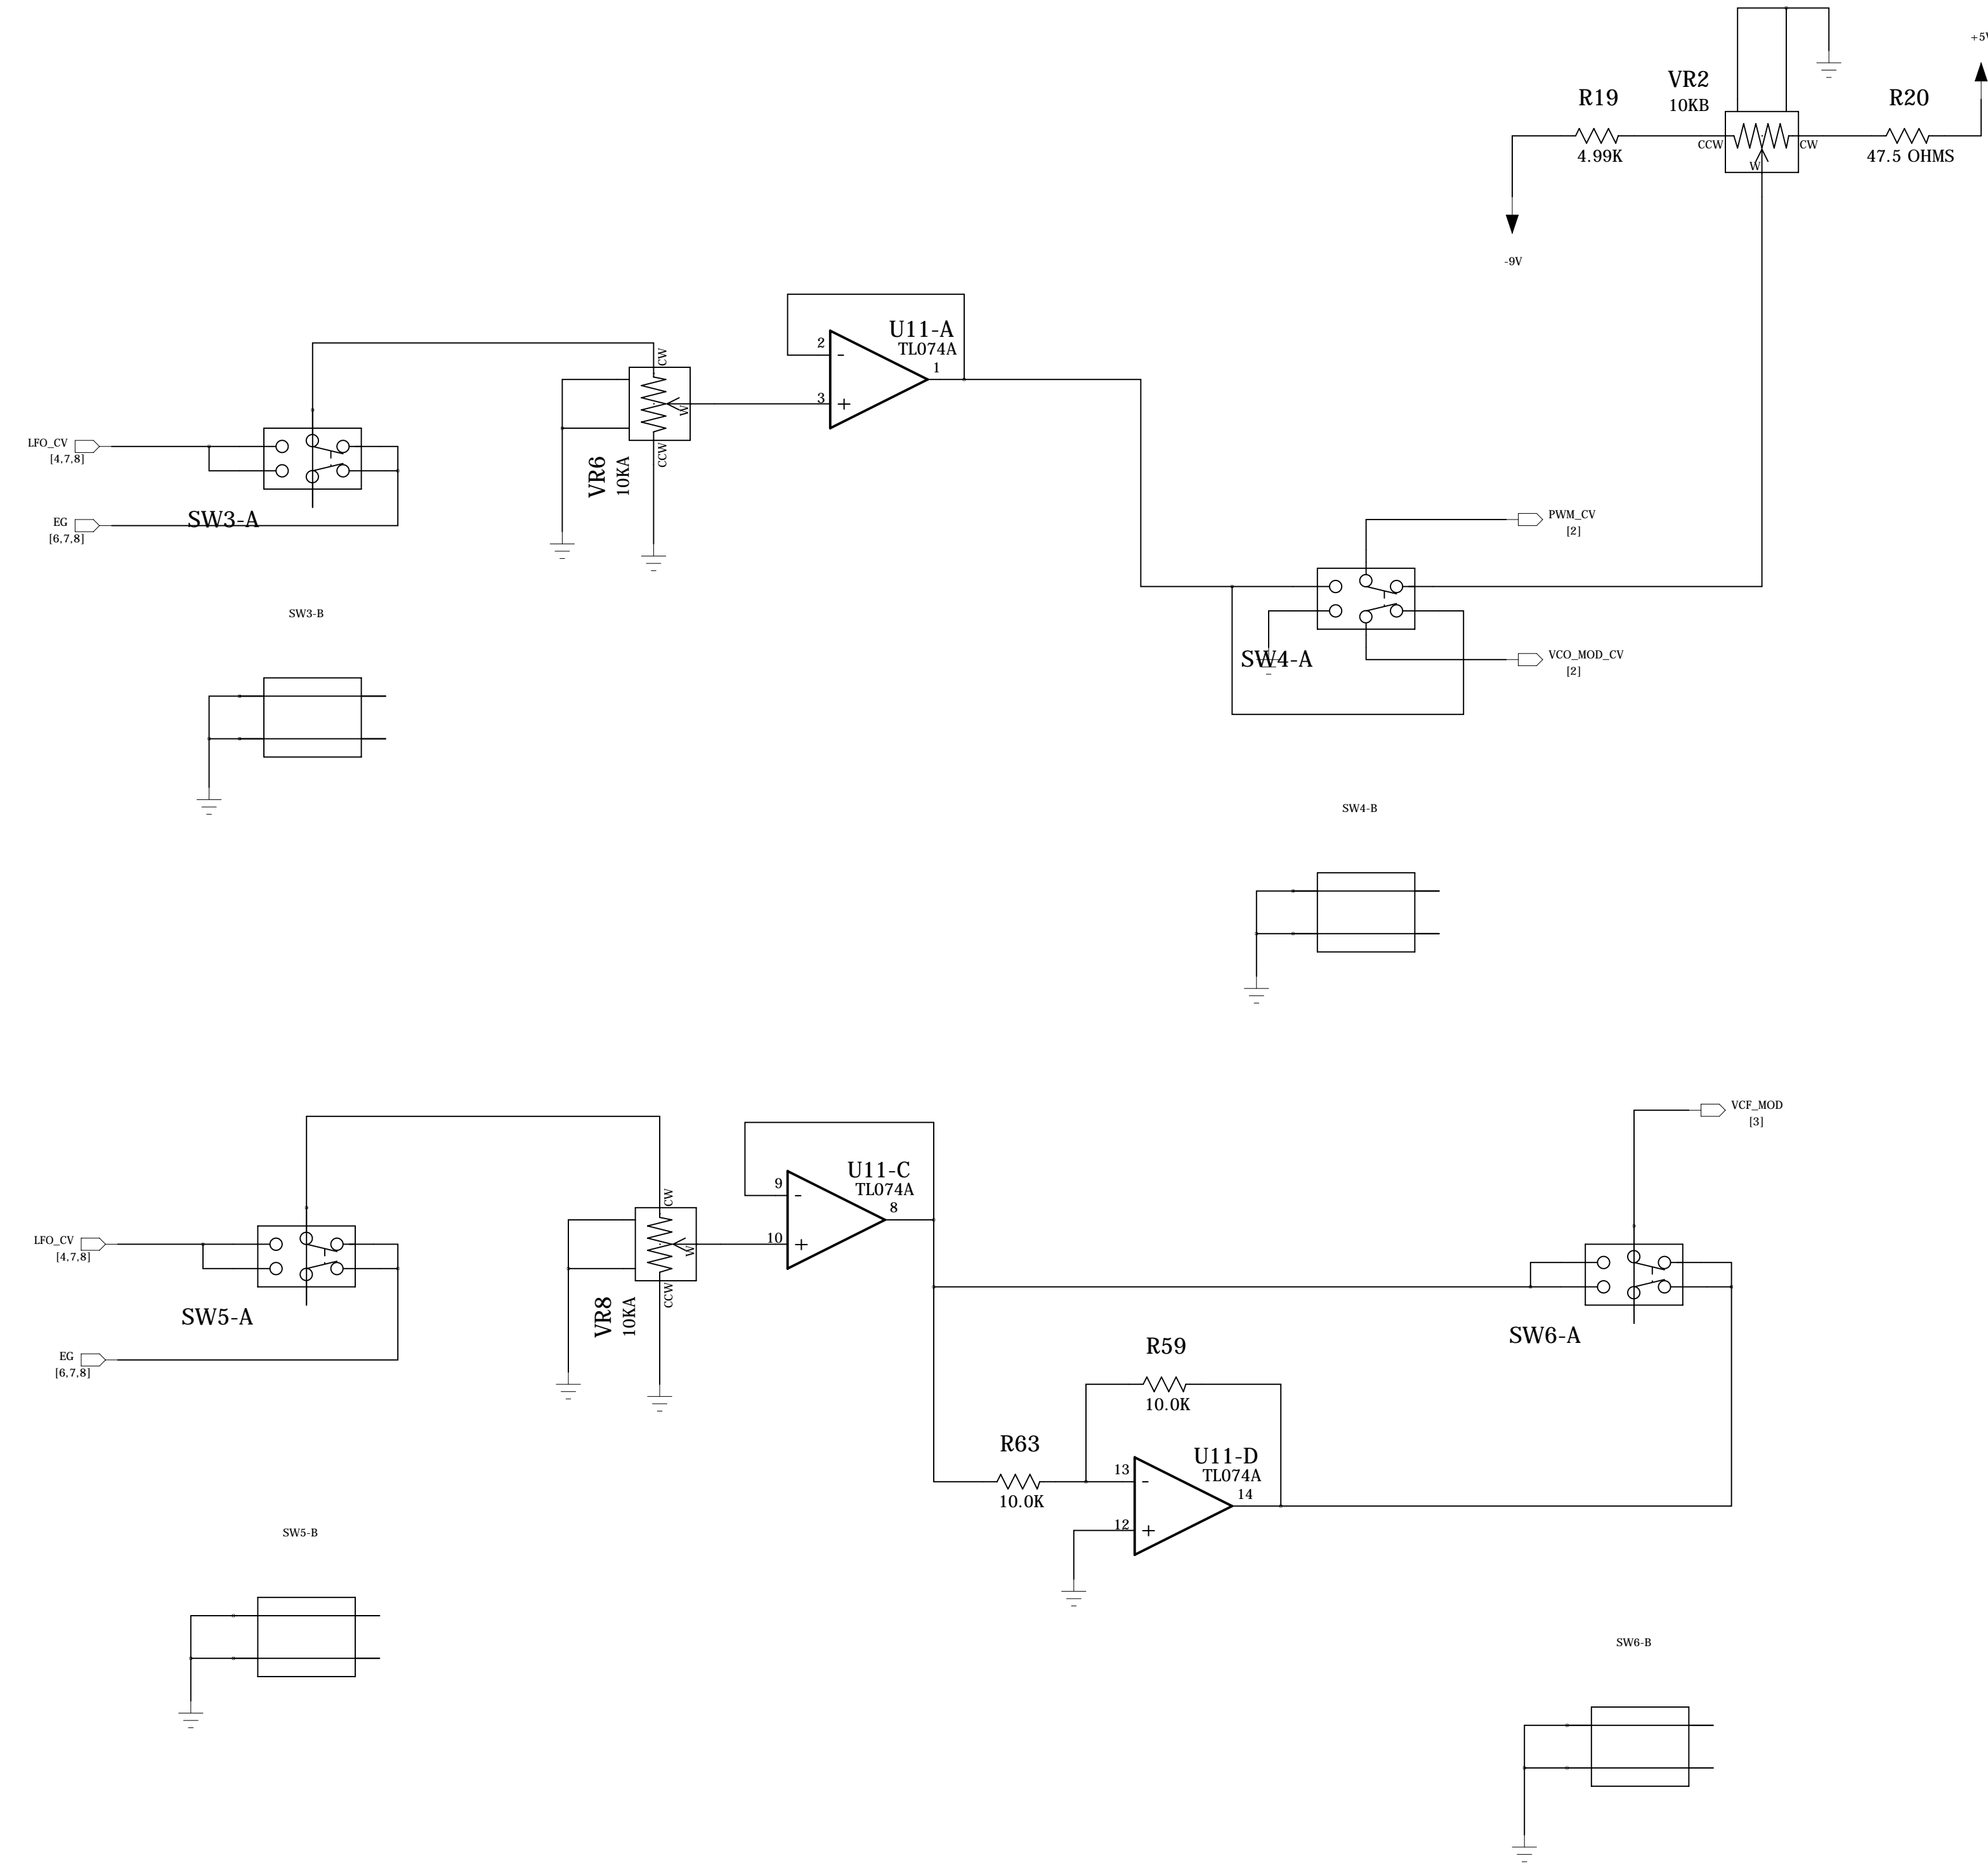 +5V
VR2
10KB
R19
4.99K
CCW
W
CW
R20
47.5 OHMS
-9V
U11-A
TL074A
2
-
1
3
+
CW
W
CCW
VR6
10KA
LFO_CV
[4,7,8]
EG
[6,7,8]
SW3-A
PWM_CV
[2]
SW4-A
VCO_MOD_CV
[2]
SW3-B
SW4-B
VCF_MOD
[3]
U11-C
TL074A
9
-
8
10
+
CW
W
CCW
VR8
10KA
LFO_CV
[4,7,8]
SW5-A
EG
[6,7,8]
SW6-A
R59
10.0K
R63
10.0K
U11-D
TL074A
13
-
14
12
+
SW5-B
SW6-B